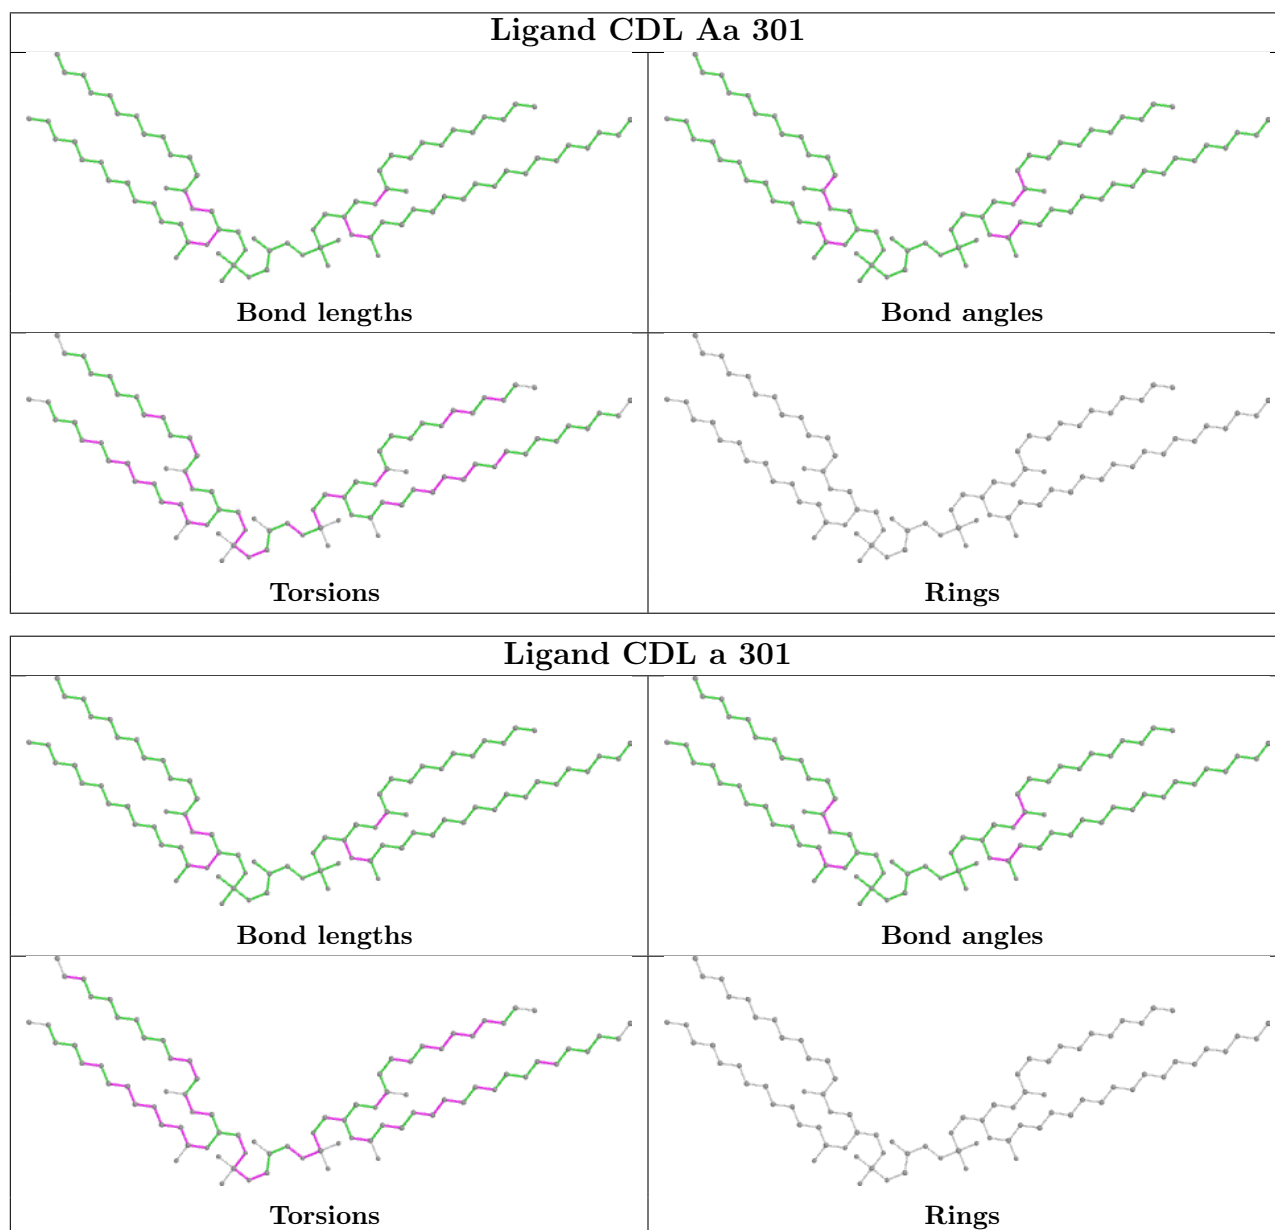 Ligand CDL Aa 301
Bond lengths
Bond angles
Torsions
Rings
Ligand CDL a 301
Bond lengths
Bond angles
Torsions
Rings